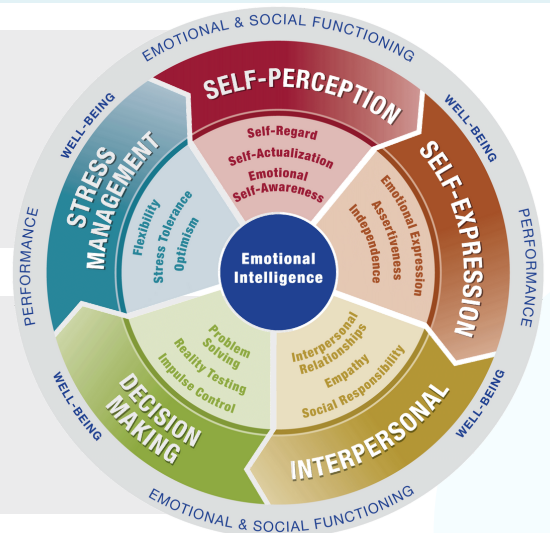 EMOTIONAL & SOCIAL FUNCTIONING
WELL-BEING
WELL-BEING
PERFORMANCE
PERFORMANCE
WELL-BEING
WELL-BEING
EMOTIONAL & SOCIAL FUNCTIONING
SELF-PERCEPTION
Self-Regard
Self-Actualization
Emotional
Self-Awareness
SELF-EXPRESSION
Emotional Expression
Assertiveness
Independence
INTERPERSONAL
Interpersonal
Relationships
Empathy
Social Responsibility
DECISION
MAKING
Problem
Solving
Reality Testing
Impulse Control
STRESS
MANAGEMENT
Flexibility
Stress Tolerance
Optimism
Emotional
Intelligence